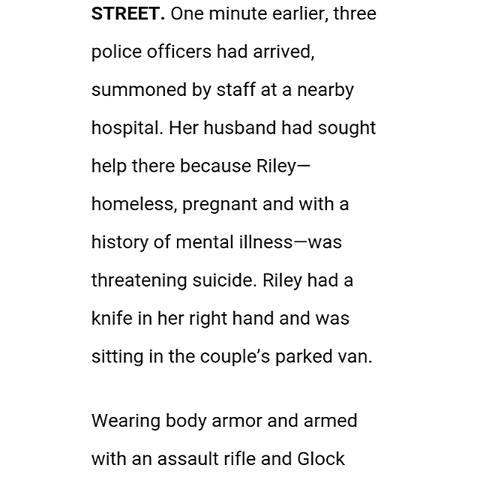 STREET. One minute earlier, three
police officers had arrived,
summoned by staff at a nearby
hospital. Her husband had sought
help there because Riley—
homeless, pregnant and with a
history of mental illness—was
threatening suicide. Riley had a
knife in her right hand and was
sitting in the couple’s parked van.
Wearing body armor and armed
with an assault rifle and Glock